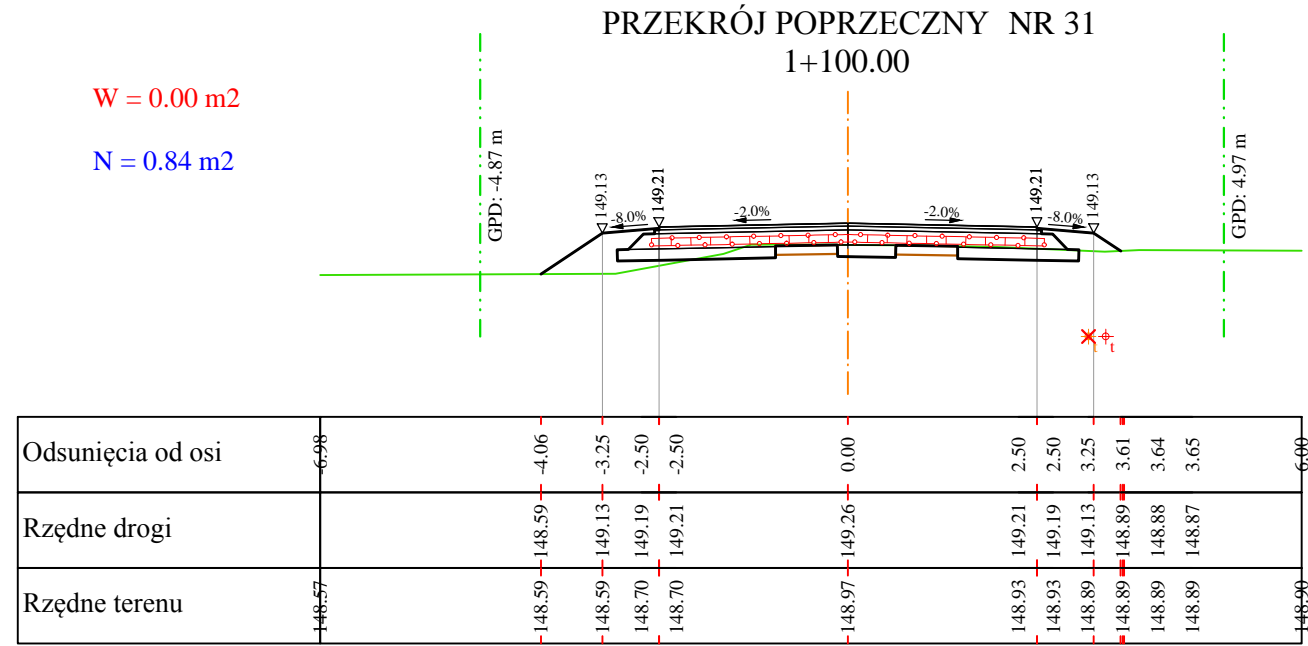 PRZEKRÓJ POPRZECZNY NR 31
1+100.00
W = 0.00 m2
N = 0.84 m2
GPD: -4.87 m
149.13
149.21
149.21
149.13
GPD: 4.97 m
-8.0%
-2.0%
-2.0%
-8.0%
t
t
Odsunięcia od osi -6.98 -4.06 -3.25 -2.50 -2.50 0.00 2.50 2.50 3.25 3.61 3.64 3.65 6.00
Rzędne drogi 148.59 149.13 149.19 149.21 149.26 149.21 149.19 149.13 148.89 148.88 148.87
Rzędne terenu 148.57 148.59 148.59 148.70 148.70 148.97 148.93 148.93 148.89 148.89 148.89 148.89 148.90